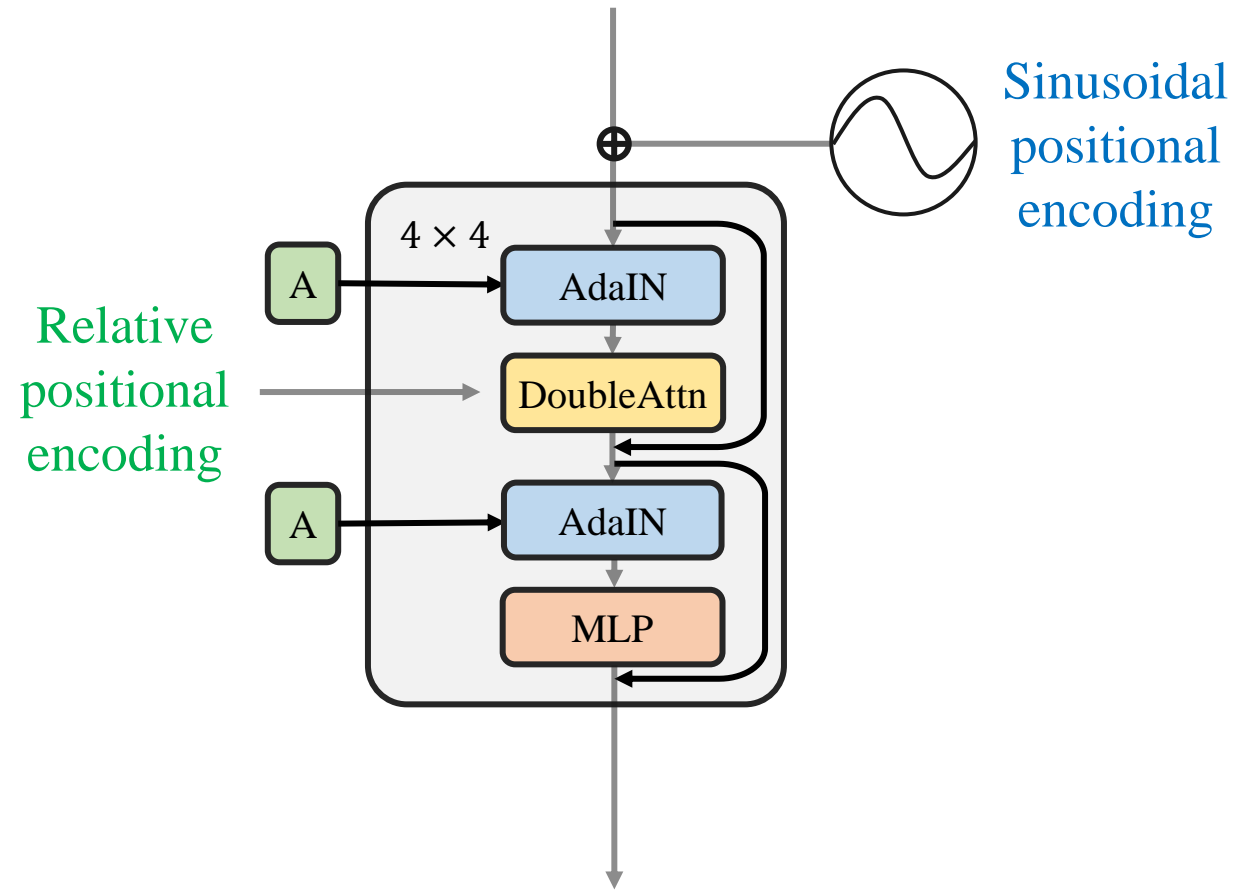 Sinusoidal
positional
encoding
4 × 4
A
AdaIN
Relative
positional
encoding
DoubleAttn
A
AdaIN
MLP